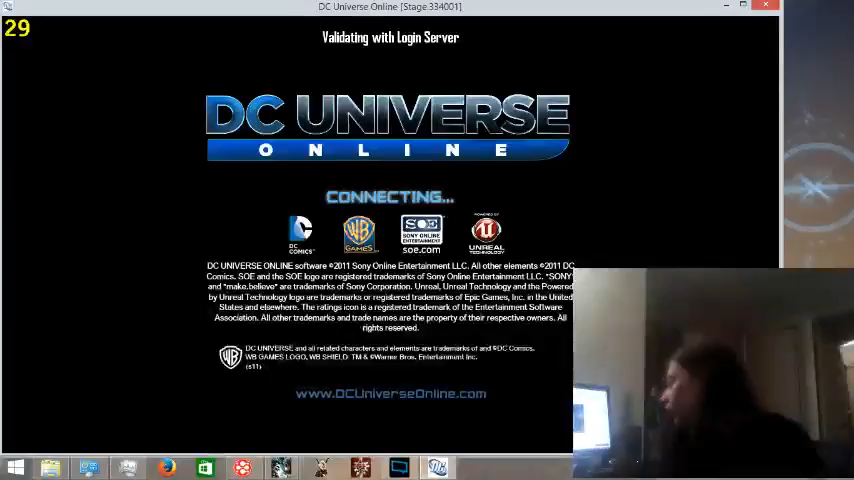 DC Universe Online [Stage:334001]
29
Validating with Login Server
DC UNIVERSE
ONLINE
CONNECTING...
DC COMICS
WB GAMES
SOE SONY ONLINE ENTERTAINMENT soe.com
POWERED BY UNREAL TECHNOLOGY
DC UNIVERSE ONLINE software ©2011 Sony Online Entertainment LLC. All other elements ©2011 DC
Comics. SOE and the SOE logo are registered trademarks of Sony Online Entertainment LLC. "SONY"
and "make.believe" are trademarks of Sony Corporation. Unreal, Unreal Technology and the Powered
by Unreal Technology logo are trademarks or registered trademarks of Epic Games, Inc. in the United
States and elsewhere. The ratings icon is a registered trademark of the Entertainment Software
Association. All other trademarks and trade names are the property of their respective owners. All
rights reserved.
DC UNIVERSE and all related characters and elements are trademarks of and ©DC Comics.
WB GAMES LOGO, WB SHIELD: TM & ©Warner Bros. Entertainment Inc.
(s11)
www.DCUniverseOnline.com